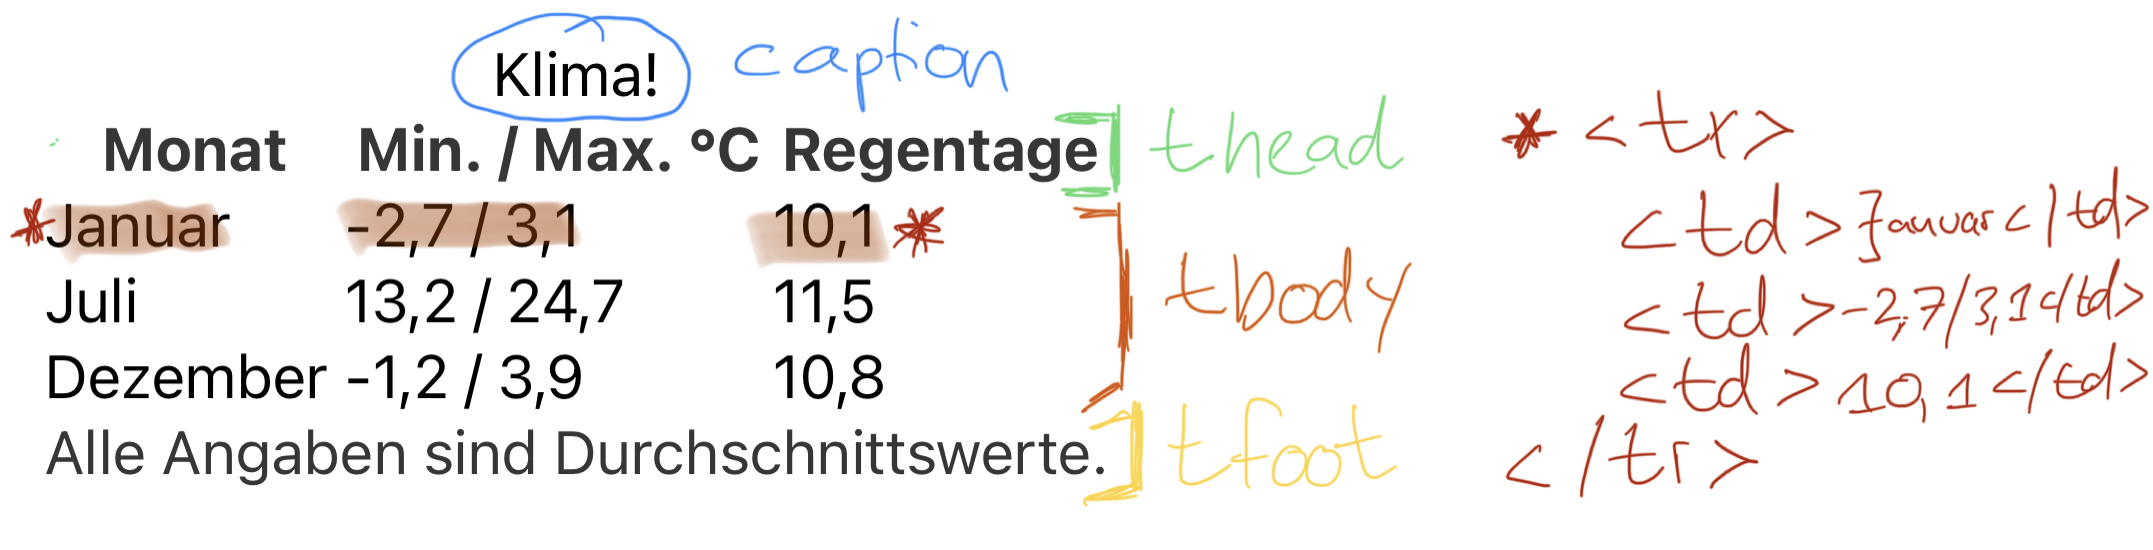 Klima! caption
Monat Min. / Max. °C Regentage thead
*Januar -2,7 / 3,1 10,1 *
Juli 13,2 / 24,7 11,5 tbody
Dezember -1,2 / 3,9 10,8
Alle Angaben sind Durchschnittswerte. tfoot
* <tr>
<td>Januar</td>
<td>-2,7/3,1</td>
<td>10,1</td>
</tr>